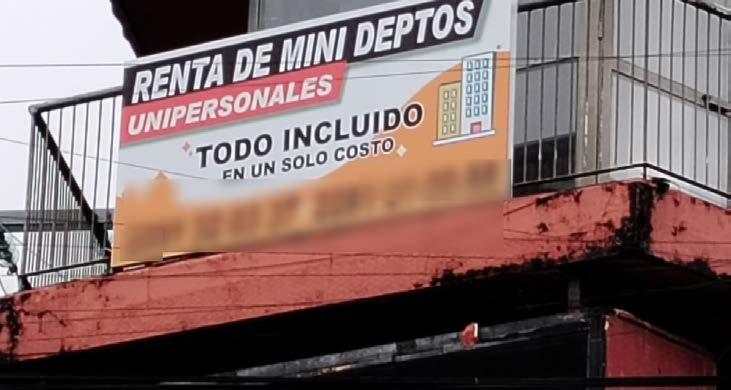 RENTA DE MINI DEPTOS
UNIPERSONALES
TODO INCLUIDO
EN UN SOLO COSTO